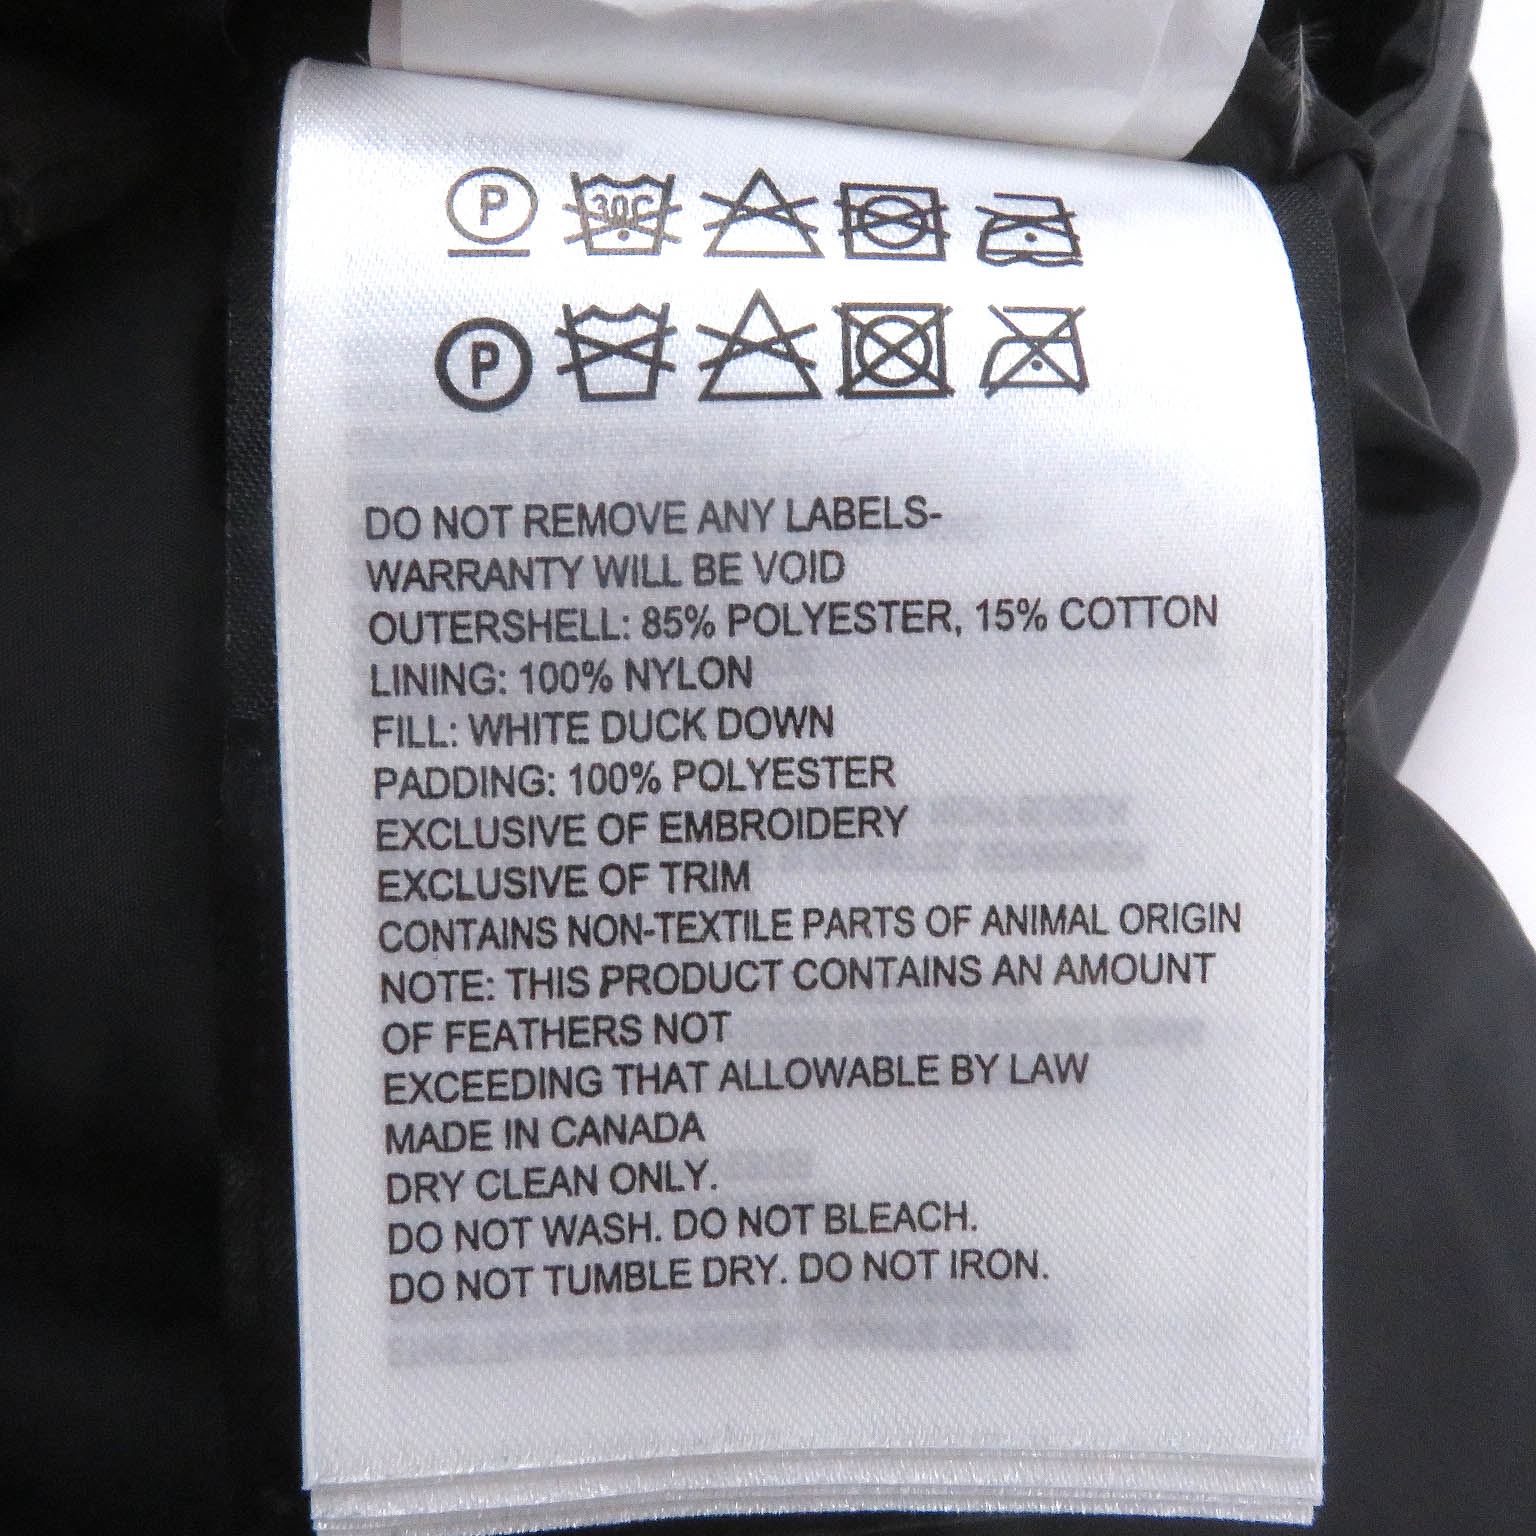 P 30C
P
DO NOT REMOVE ANY LABELS-
WARRANTY WILL BE VOID
OUTERSHELL: 85% POLYESTER, 15% COTTON
LINING: 100% NYLON
FILL: WHITE DUCK DOWN
PADDING: 100% POLYESTER
EXCLUSIVE OF EMBROIDERY
EXCLUSIVE OF TRIM
CONTAINS NON-TEXTILE PARTS OF ANIMAL ORIGIN
NOTE: THIS PRODUCT CONTAINS AN AMOUNT
OF FEATHERS NOT
EXCEEDING THAT ALLOWABLE BY LAW
MADE IN CANADA
DRY CLEAN ONLY.
DO NOT WASH. DO NOT BLEACH.
DO NOT TUMBLE DRY. DO NOT IRON.